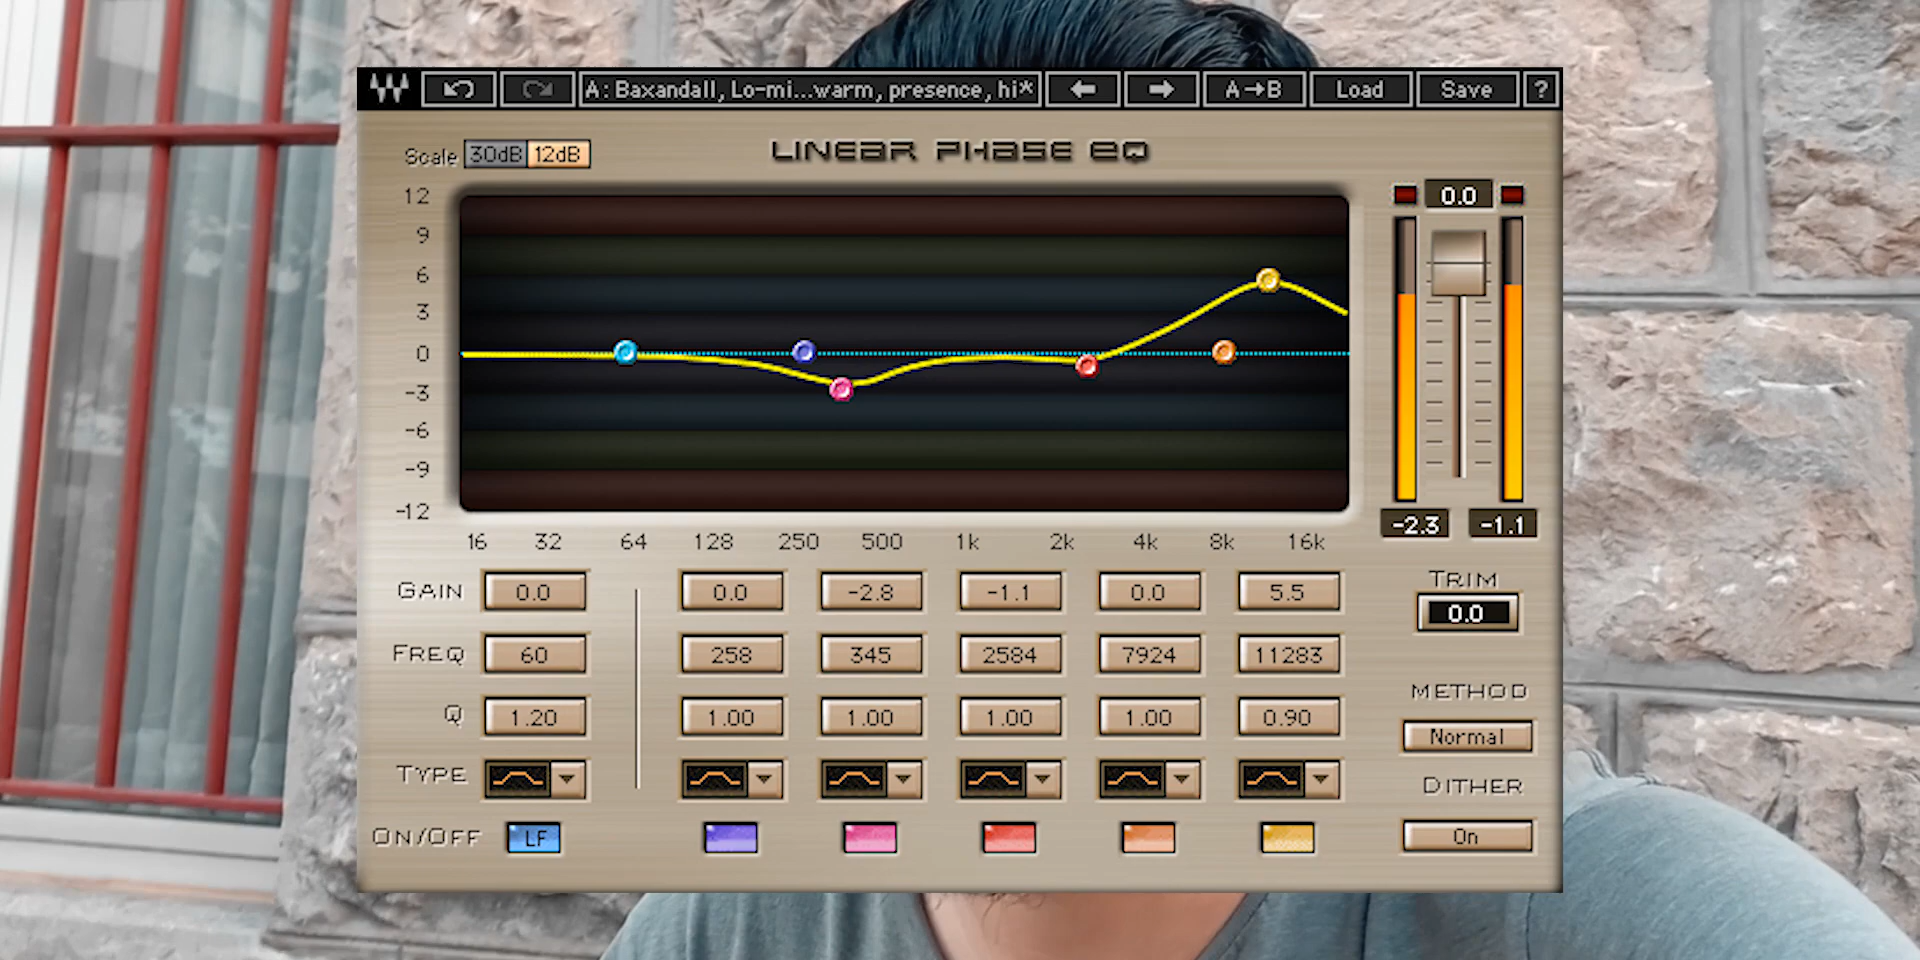 A: Baxandall, Lo-mi...warm, presence, hi* A→B Load Save ?
Scale 30dB 12dB LINEAR PHASE EQ
12
9
6
3
0
-3
-6
-9
-12
0.0
-2.3 -1.1
16 32 64 128 250 500 1k 2k 4k 8k 16k
GAIN 0.0 0.0 -2.8 -1.1 0.0 5.5
FREQ 60 258 345 2584 7924 11283
Q 1.20 1.00 1.00 1.00 1.00 0.90
TYPE
ON/OFF LF
TRIM
0.0
METHOD
Normal
DITHER
On